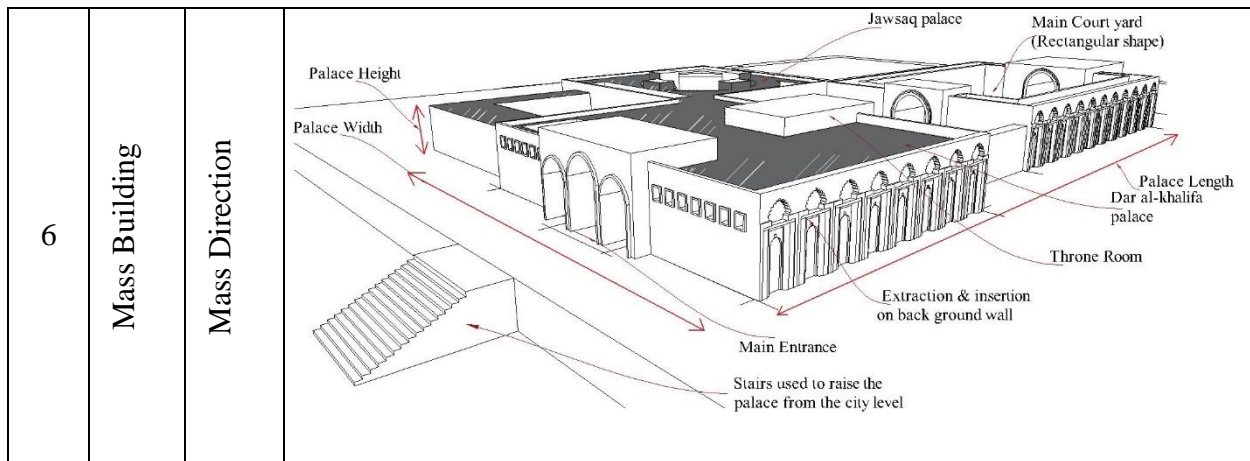 6
Mass Building
Mass Direction
Jawsaq palace
Main Court yard
(Rectangular shape)
Palace Height
Palace Width
Palace Length
Dar al-khalifa
palace
Throne Room
Extraction & insertion
on back ground wall
Main Entrance
Stairs used to raise the
palace from the city level